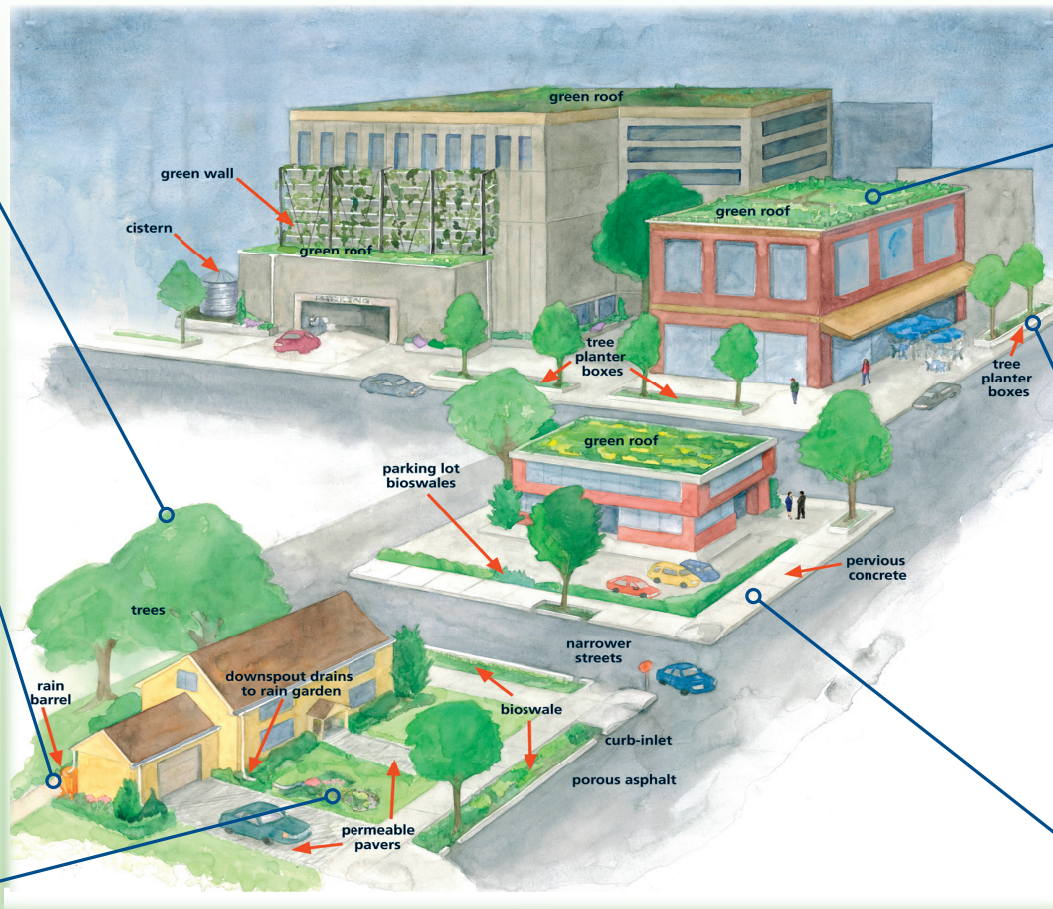 green roof
green wall
cistern
green roof
green roof
PARKING
tree
planter
boxes
tree
planter
boxes
green roof
parking lot
bioswales
pervious
concrete
trees
narrower
streets
downspout drains
to rain garden
rain
barrel
bioswale
curb-inlet
porous asphalt
permeable
pavers